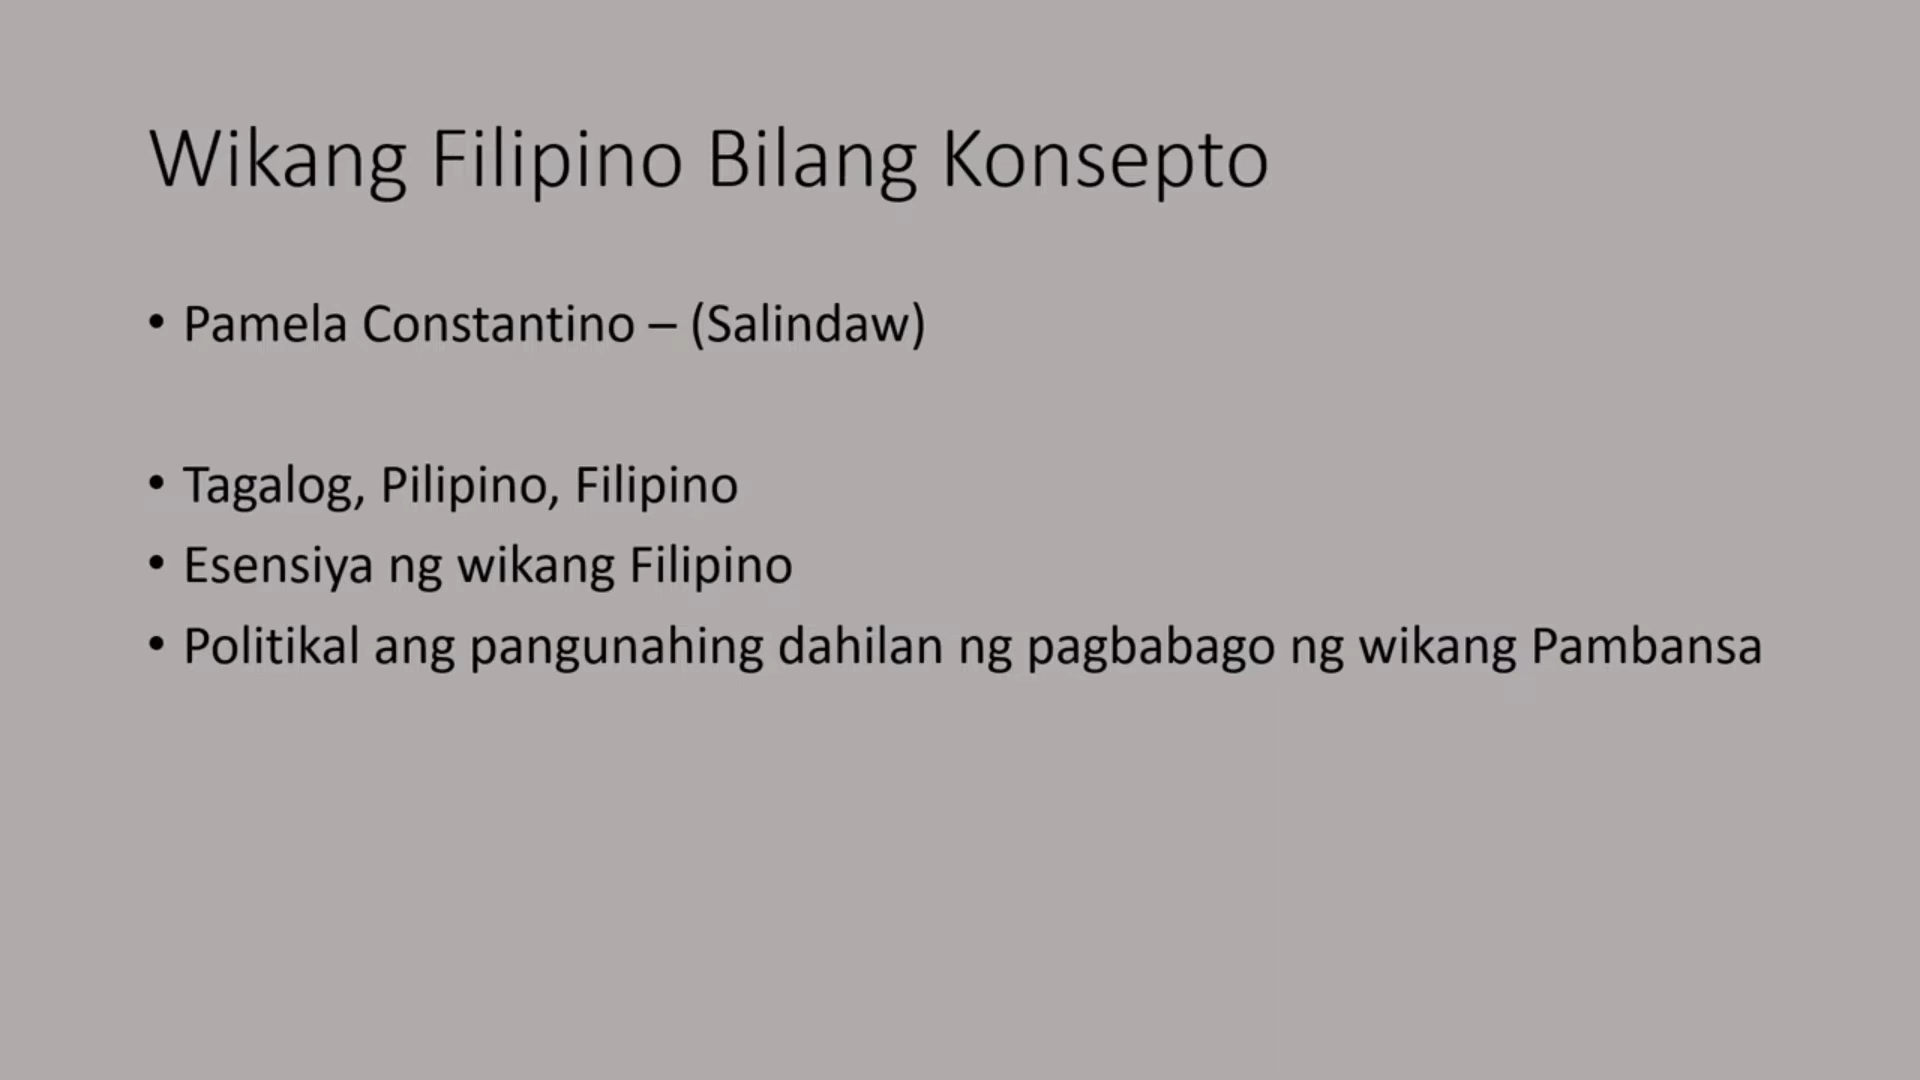 Wikang Filipino Bilang Konsepto
• Pamela Constantino – (Salindaw)
• Tagalog, Pilipino, Filipino
• Esensiya ng wikang Filipino
• Politikal ang pangunahing dahilan ng pagbabago ng wikang Pambansa